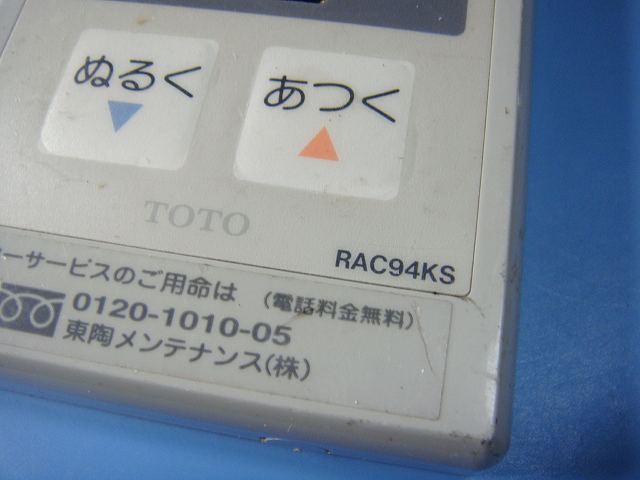 ぬるく
あつく
TOTO
RAC94KS
ーサービスのご用命は (電話料金無料)
0120-1010-05
東陶メンテナンス(株)